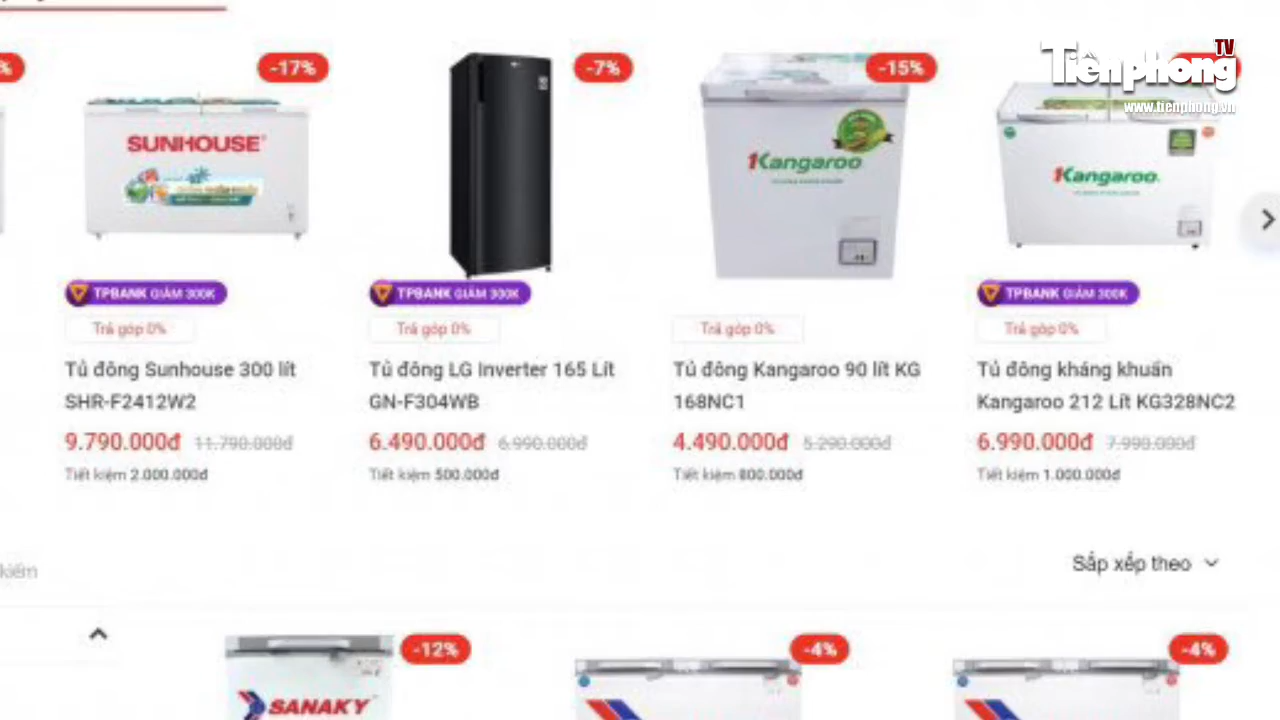 TV
Tiền phong
www.tienphong.vn
%
-17%
-7%
-15%
SUNHOUSE
Kangaroo
Kangaroo
TPBANK GIẢM 300K
TPBANK GIẢM 300K
TPBANK GIẢM 300K
Trả góp 0%
Trả góp 0%
Trả góp 0%
Trả góp 0%
Tủ đông Sunhouse 300 lít
SHR-F2412W2
9.790.000đ 11.790.000đ
Tiết kiệm 2.000.000đ
Tủ đông LG Inverter 165 Lít
GN-F304WB
6.490.000đ 6.990.000đ
Tiết kiệm 500.000đ
Tủ đông Kangaroo 90 lít KG
168NC1
4.490.000đ 5.290.000đ
Tiết kiệm 800.000đ
Tủ đông kháng khuẩn
Kangaroo 212 Lít KG328NC2
6.990.000đ 7.990.000đ
Tiết kiệm 1.000.000đ
kiếm
Sắp xếp theo
-12%
-4%
-4%
SANAKY